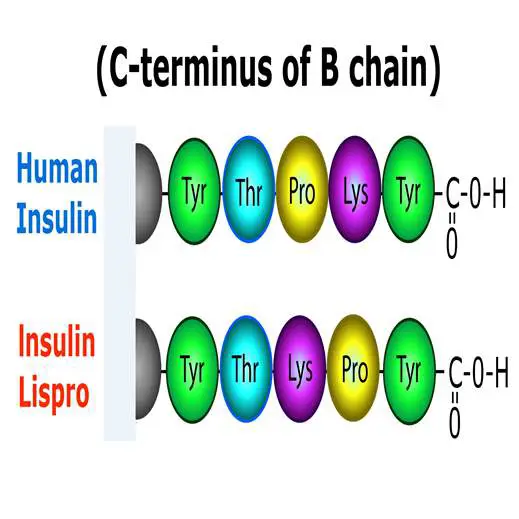 (C-terminus of B chain)
Human
Insulin
Tyr Thr Pro Lys Tyr C-O-H
O
Insulin
Lispro
Tyr Thr Lys Pro Tyr C-O-H
O